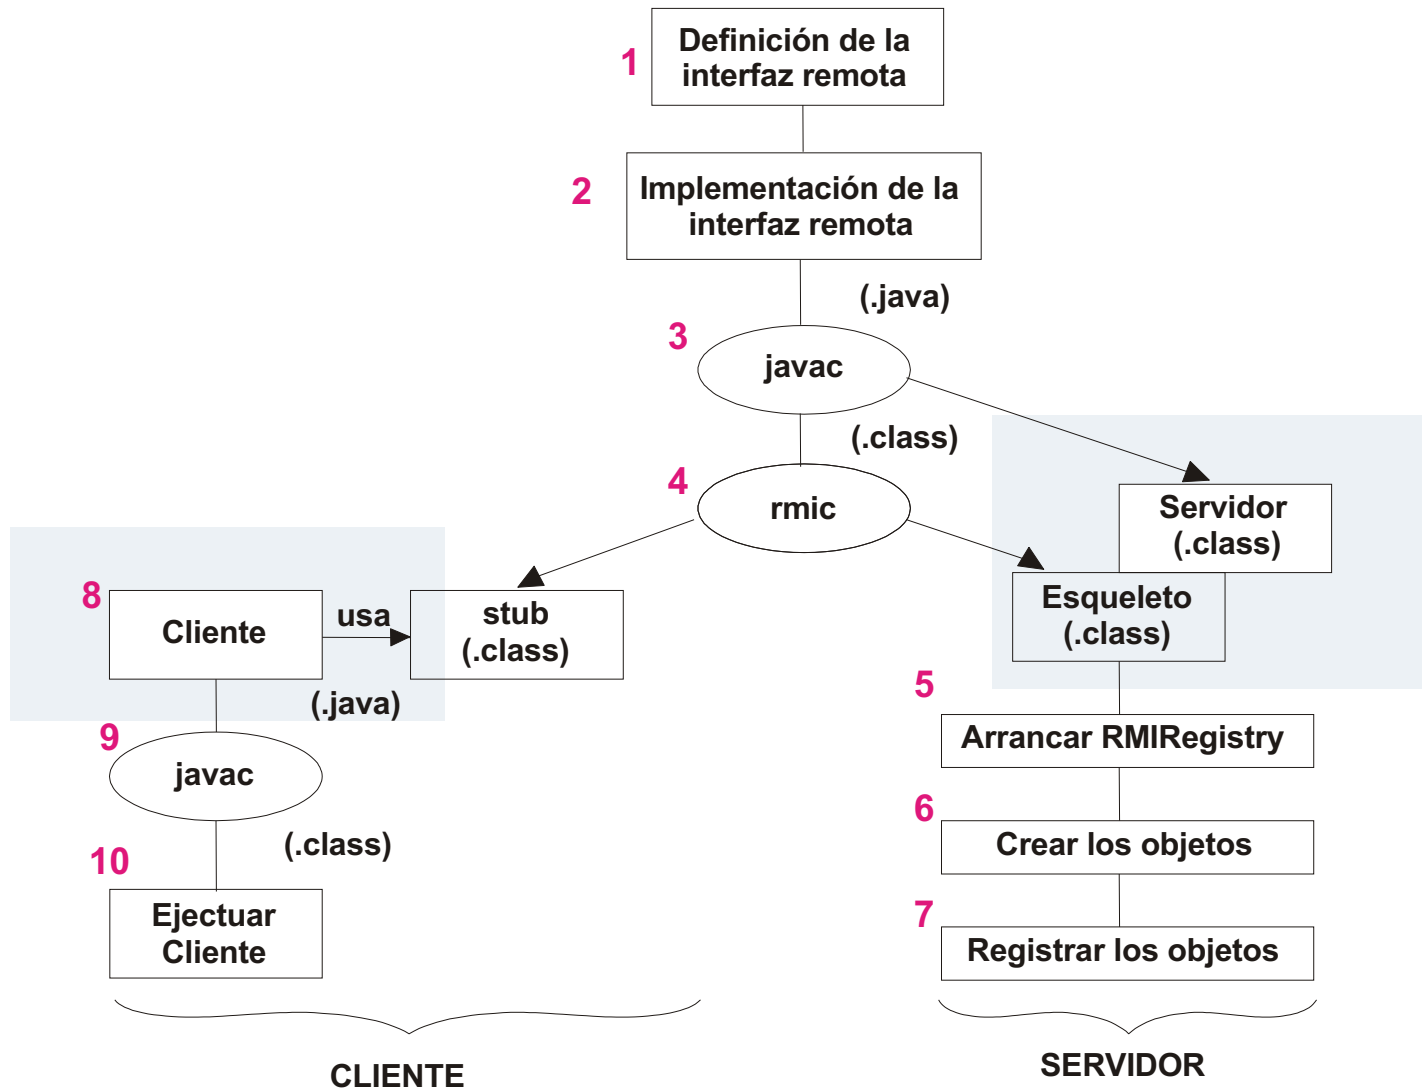 1
Definición de la
interfaz remota
2
Implementación de la
interfaz remota
(.java)
3
javac
(.class)
4
rmic
Servidor
(.class)
Esqueleto
(.class)
8
Cliente
usa
stub
(.class)
(.java)
5
Arrancar RMIRegistry
9
javac
6
Crear los objetos
(.class)
10
Ejectuar
Cliente
7
Registrar los objetos
CLIENTE
SERVIDOR